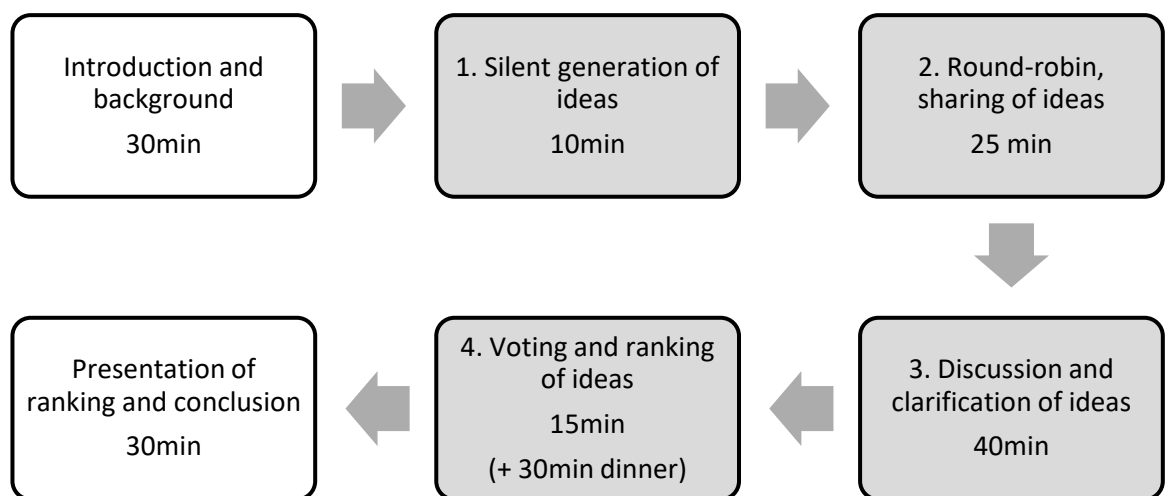 Introduction and
background
30min
1. Silent generation of
ideas
10min
2. Round-robin,
sharing of ideas
25 min
3. Discussion and
clarification of ideas
40min
4. Voting and ranking
of ideas
15min
(+ 30min dinner)
Presentation of
ranking and conclusion
30min